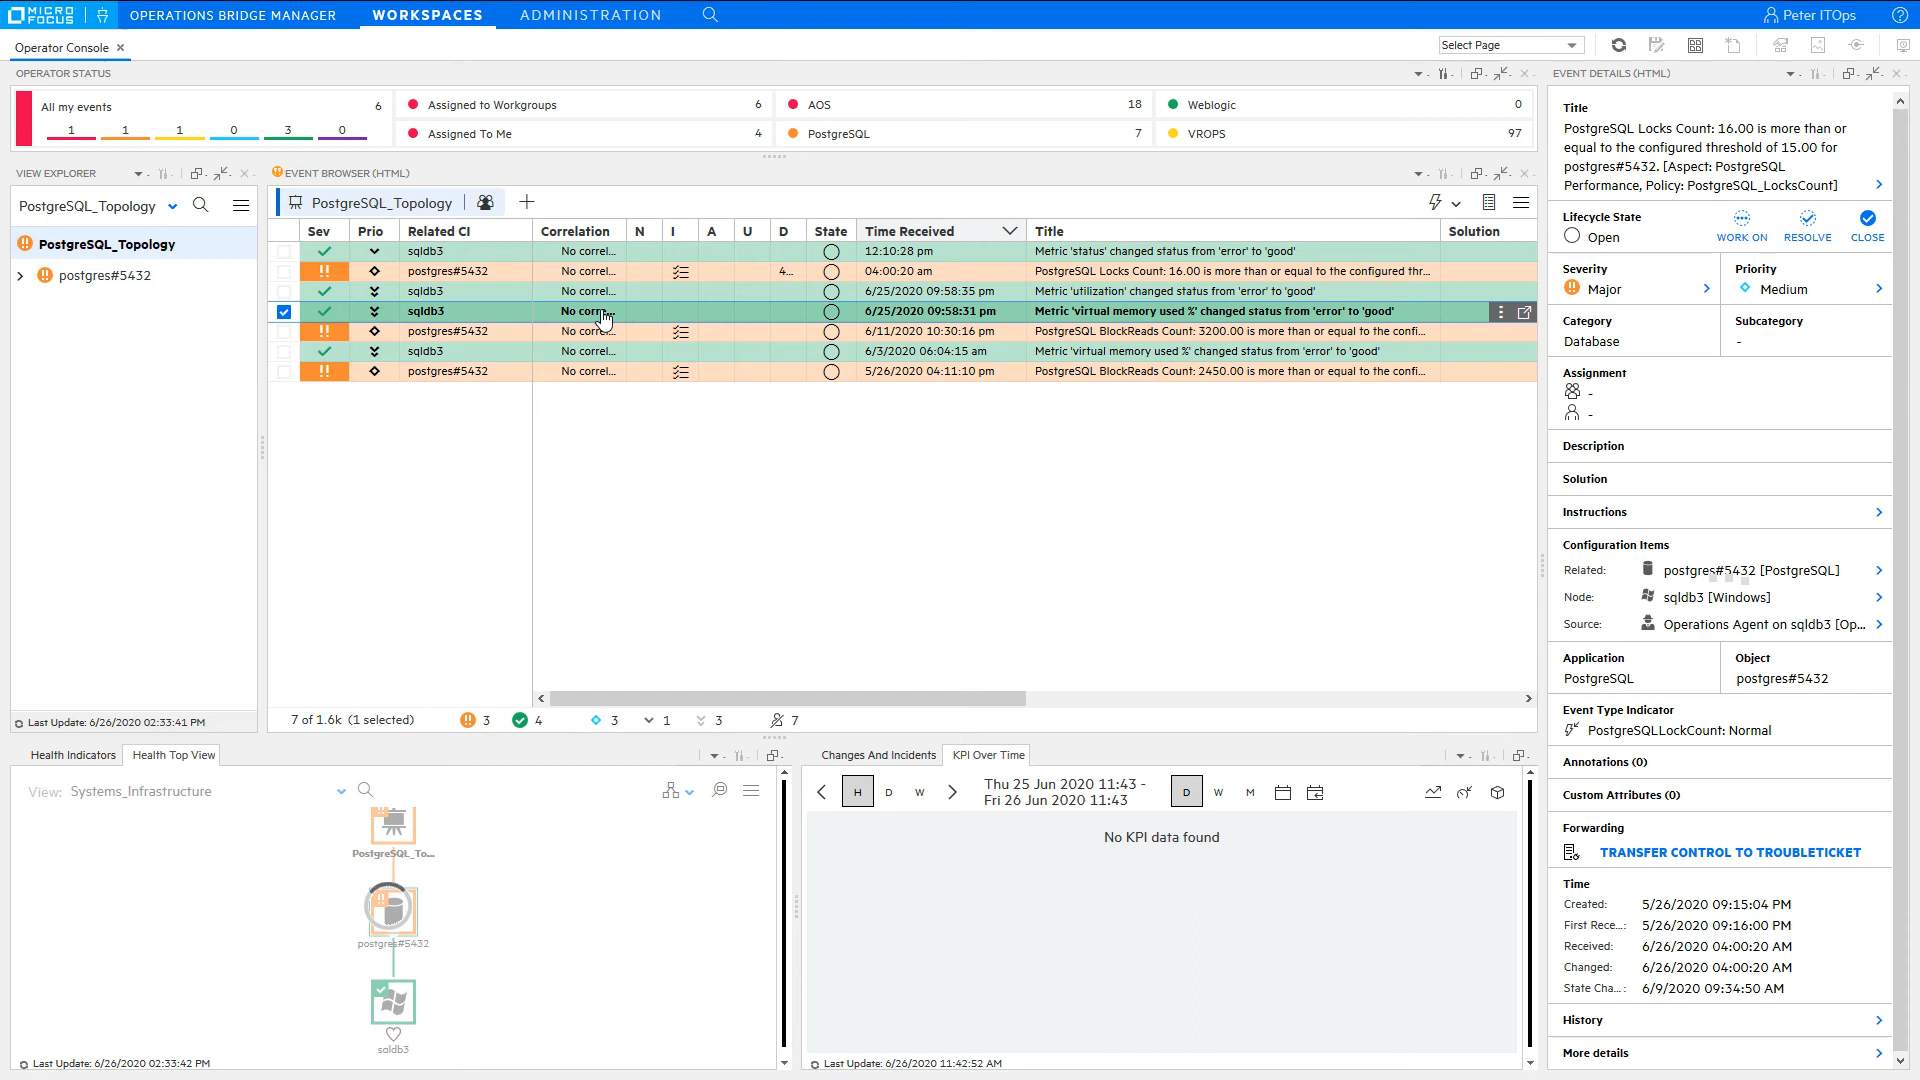 MICRO FOCUS OPERATIONS BRIDGE MANAGER WORKSPACES ADMINISTRATION Peter ITOps
Operator Console Select Page
OPERATOR STATUS
All my events 6
1 1 1 0 3 0
Assigned to Workgroups 6
AOS 18
Weblogic 0
Assigned To Me 4
PostgreSQL 7
VROPS 97
VIEW EXPLORER
PostgreSQL_Topology
PostgreSQL_Topology
postgres#5432
Last Update: 6/26/2020 02:33:41 PM
EVENT BROWSER (HTML)
PostgreSQL_Topology
Sev Prio Related CI Correlation N I A U D State Time Received Title Solution
sqldb3 No correl... 12:10:28 pm Metric 'status' changed status from 'error' to 'good'
postgres#5432 No correl... 4... 04:00:20 am PostgreSQL Locks Count: 16.00 is more than or equal to the configured thr...
sqldb3 No correl... 6/25/2020 09:58:35 pm Metric 'utilization' changed status from 'error' to 'good'
sqldb3 No corre... 6/25/2020 09:58:31 pm Metric 'virtual memory used %' changed status from 'error' to 'good'
postgres#5432 No correl... 6/11/2020 10:30:16 pm PostgreSQL BlockReads Count: 3200.00 is more than or equal to the confi...
sqldb3 No correl... 6/3/2020 06:04:15 am Metric 'virtual memory used %' changed status from 'error' to 'good'
postgres#5432 No correl... 5/26/2020 04:11:10 pm PostgreSQL BlockReads Count: 2450.00 is more than or equal to the confi...
7 of 1.6k (1 selected) 3 4 3 1 3 7
Health Indicators Health Top View
View: Systems_Infrastructure
PostgreSQL_To...
postgres#5432
sqldb3
Last Update: 6/26/2020 02:33:42 PM
Changes And Incidents KPI Over Time
H D W Thu 25 Jun 2020 11:43 -
Fri 26 Jun 2020 11:43 D W M
No KPI data found
Last Update: 6/26/2020 11:42:52 AM
EVENT DETAILS (HTML)
Title
PostgreSQL Locks Count: 16.00 is more than or
equal to the configured threshold of 15.00 for
postgres#5432. [Aspect: PostgreSQL
Performance, Policy: PostgreSQL_LocksCount]
Lifecycle State
Open
WORK ON RESOLVE CLOSE
Severity Priority
Major Medium
Category Subcategory
Database -
Assignment
-
-
Description
Solution
Instructions
Configuration Items
Related: postgres#5432 [PostgreSQL]
Node: sqldb3 [Windows]
Source: Operations Agent on sqldb3 [Op...
Application Object
PostgreSQL postgres#5432
Event Type Indicator
PostgreSQLLockCount: Normal
Annotations (0)
Custom Attributes (0)
Forwarding
TRANSFER CONTROL TO TROUBLETICKET
Time
Created: 5/26/2020 09:15:04 PM
First Rece...: 5/26/2020 09:16:00 PM
Received: 6/26/2020 04:00:20 AM
Changed: 6/26/2020 04:00:20 AM
State Cha...: 6/9/2020 09:34:50 AM
History
More details